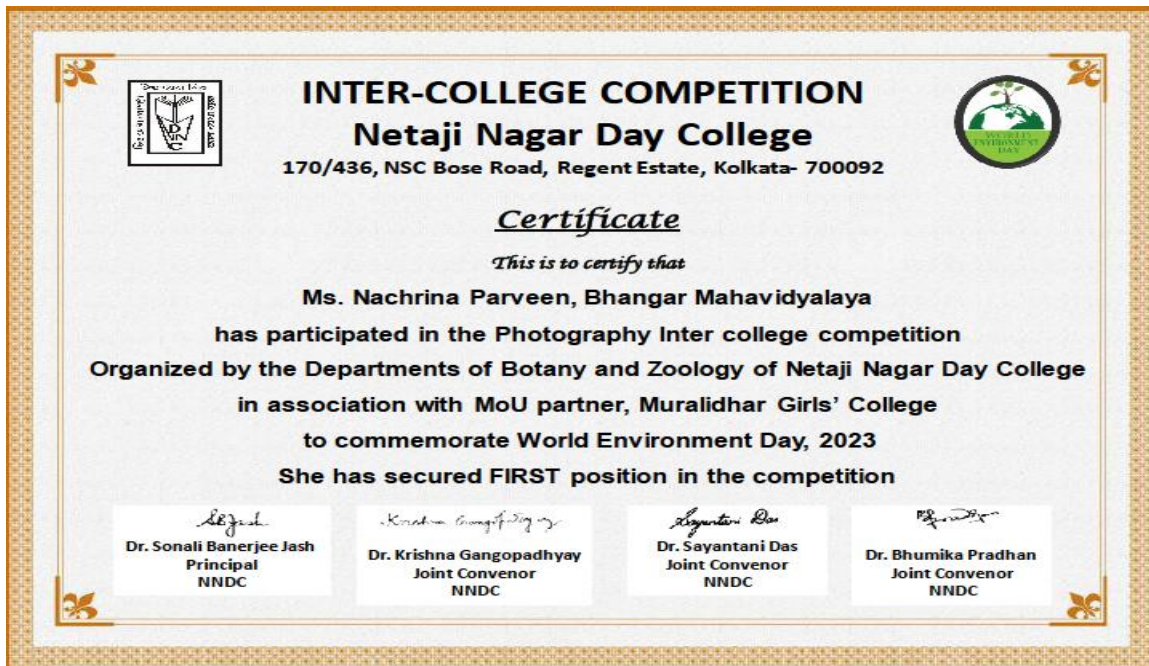 INTER-COLLEGE COMPETITION
Netaji Nagar Day College
170/436, NSC Bose Road, Regent Estate, Kolkata- 700092
DNNC
WORLD
ENVIRONMENT
DAY
Certificate
This is to certify that
Ms. Nachrina Parveen, Bhangar Mahavidyalaya
has participated in the Photography Inter college competition
Organized by the Departments of Botany and Zoology of Netaji Nagar Day College
in association with MoU partner, Muralidhar Girls’ College
to commemorate World Environment Day, 2023
She has secured FIRST position in the competition
Sayantani Das
Dr. Sonali Banerjee Jash
Principal
NNDC
Dr. Krishna Gangopadhyay
Joint Convenor
NNDC
Dr. Sayantani Das
Joint Convenor
NNDC
Dr. Bhumika Pradhan
Joint Convenor
NNDC